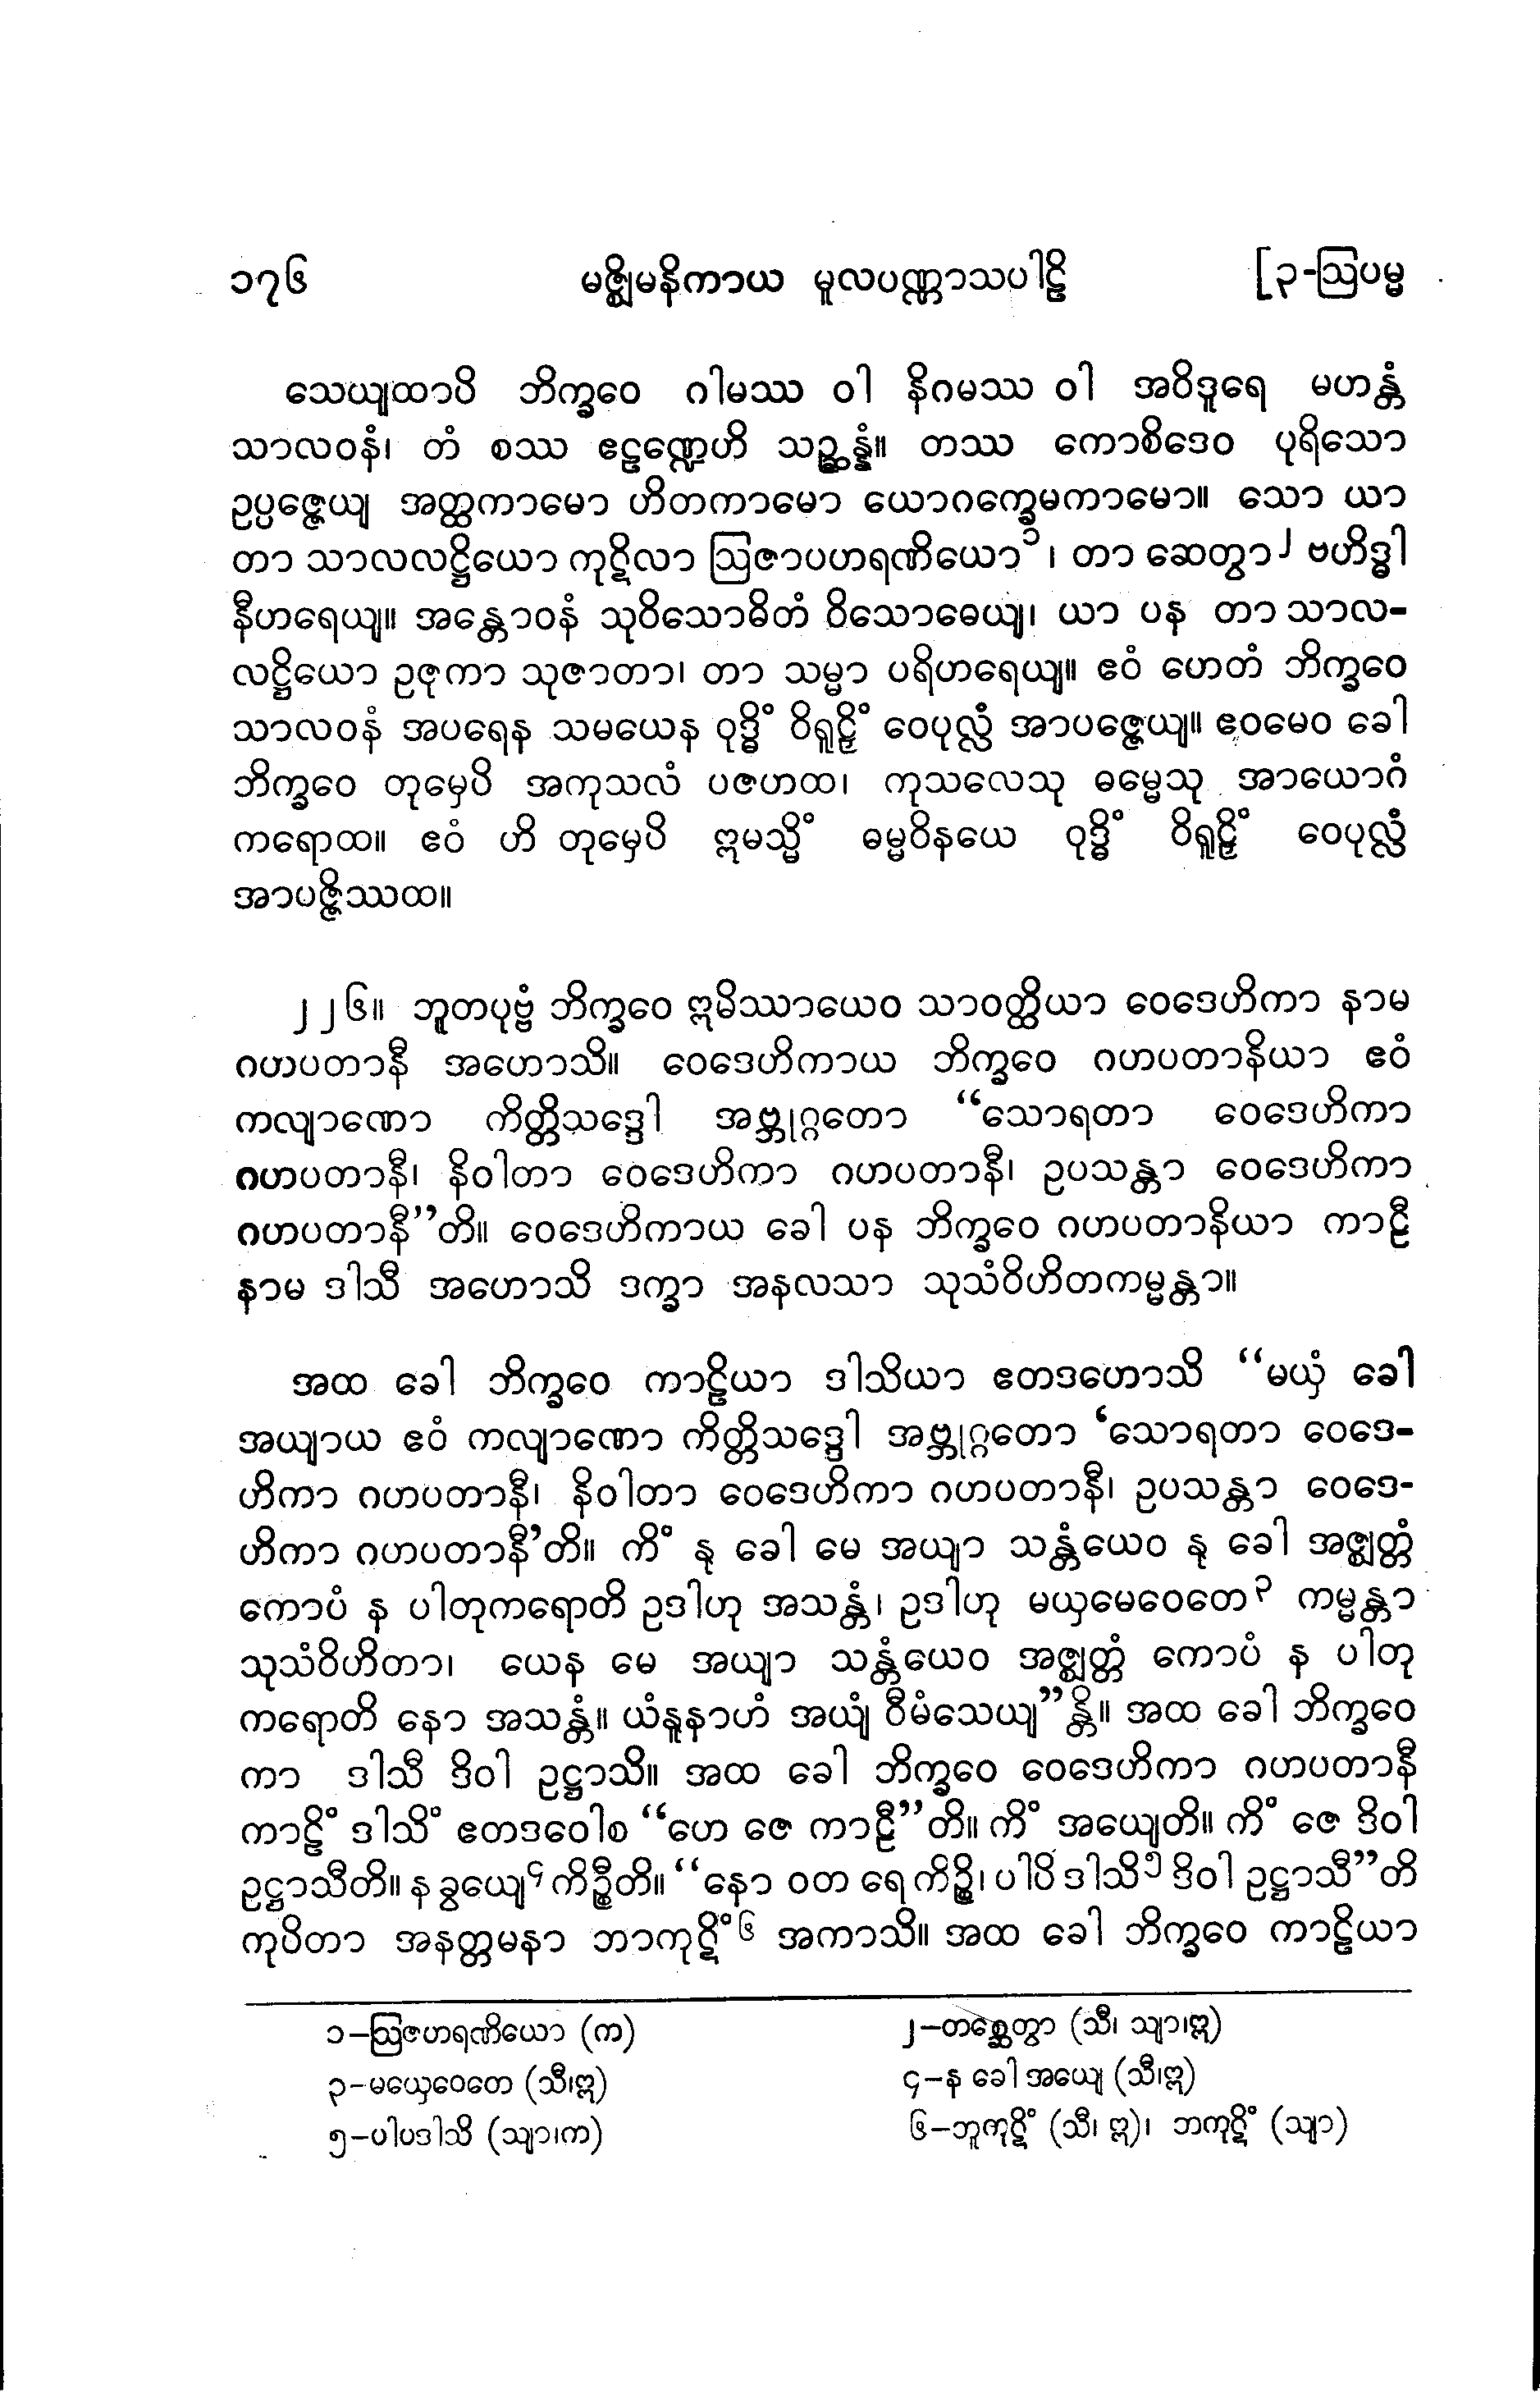 ၁၇၆ မဇ္ဈိမနိကာယ မူလပဏ္ဏာသပါဠိ [၃-ဩပမ္မ
သေယျထာပိ ဘိက္ခဝေ ဂါမဿ ဝါ နိဂမဿ ဝါ အဝိဒူရေ မဟန္တံ
သာလဝနံ၊ တံ စဿ ဧဠဏ္ဍေဟိ သဉ္ဆန္နံ။ တဿ ကောစိဒေဝ ပုရိသော
ဥပ္ပဇ္ဇေယျ အတ္ထကာမော ဟိတကာမော ယောဂက္ခေမကာမော။ သော ယာ
တာ သာလလဋ္ဌိယော ကုဋိလာ ဩဇာပဟရဏိယော၁၊ တာ ဆေတွာ၂ ဗဟိဒ္ဓါ
နီဟရေယျ။ အန္တောဝနံ သုဝိသောဓိတံ ဝိသောဓေယျ၊ ယာ ပန တာ သာလ-
လဋ္ဌိယော ဥဇုကာ သုဇာတာ၊ တာ သမ္မာ ပရိဟရေယျ။ ဧဝံ ဟေတံ ဘိက္ခဝေ
သာလဝနံ အပရေန သမယေန ဝုဒ္ဓိံ ဝိရူဠှိံ ဝေပုလ္လံ အာပဇ္ဇေယျ။ ဧဝမေဝ ခေါ
ဘိက္ခဝေ တုမှေပိ အကုသလံ ပဇဟထ၊ ကုသလေသု ဓမ္မေသု အာယောဂံ
ကရောထ။ ဧဝံ ဟိ တုမှေပိ ဣမသ္မိံ ဓမ္မဝိနယေ ဝုဒ္ဓိံ ဝိရူဠှိံ ဝေပုလ္လံ
အာပဇ္ဇိဿထ။
၂၂၆။ ဘူတပုဗ္ဗံ ဘိက္ခဝေ ဣမိဿာယေဝ သာဝတ္ထိယာ ဝေဒေဟိကာ နာမ
ဂဟပတာနီ အဟောသိ။ ဝေဒေဟိကာယ ဘိက္ခဝေ ဂဟပတာနိယာ ဧဝံ
ကလျာဏော ကိတ္တိသဒ္ဒေါ အဗ္ဘုဂ္ဂတော “သောရတာ ဝေဒေဟိကာ
ဂဟပတာနီ၊ နိဝါတာ ဝေဒေဟိကာ ဂဟပတာနီ၊ ဥပသန္တာ ဝေဒေဟိကာ
ဂဟပတာနီ”တိ။ ဝေဒေဟိကာယ ခေါ ပန ဘိက္ခဝေ ဂဟပတာနိယာ ကာဠီ
နာမ ဒါသီ အဟောသိ ဒက္ခာ အနလသာ သုသံဝိဟိတကမ္မန္တာ။
အထ ခေါ ဘိက္ခဝေ ကာဠိယာ ဒါသိယာ ဧတဒဟောသိ “မယှံ ခေါ
အယျာယ ဧဝံ ကလျာဏော ကိတ္တိသဒ္ဒေါ အဗ္ဘုဂ္ဂတော ‘သောရတာ ဝေဒေ-
ဟိကာ ဂဟပတာနီ၊ နိဝါတာ ဝေဒေဟိကာ ဂဟပတာနီ၊ ဥပသန္တာ ဝေဒေ-
ဟိကာ ဂဟပတာနီ’တိ။ ကိံ နု ခေါ မေ အယျာ သန္တံယေဝ နု ခေါ အဇ္ဈတ္တံ
ကောပံ န ပါတုကရောတိ ဥဒါဟု အသန္တံ၊ ဥဒါဟု မယှမေဝေတေ၃ ကမ္မန္တာ
သုသံဝိဟိတာ၊ ယေန မေ အယျာ သန္တံယေဝ အဇ္ဈတ္တံ ကောပံ န ပါတု
ကရောတိ နော အသန္တံ။ ယံနူနာဟံ အယျံ ဝီမံသေယျ”န္တိ။ အထ ခေါ ဘိက္ခဝေ
ကာ ဒါသီ ဒိဝါ ဥဋ္ဌာသိ။ အထ ခေါ ဘိက္ခဝေ ဝေဒေဟိကာ ဂဟပတာနီ
ကာဠိံ ဒါသိံ ဧတဒဝေါစ “ဟေ ဇေ ကာဠီ”တိ။ ကိံ အယျေတိ။ ကိံ ဇေ ဒိဝါ
ဥဋ္ဌာသီတိ။ န ခွယျေ၄ ကိဉ္စီတိ။ “နော ဝတ ရေ ကိဉ္စိ၊ ပါပိ ဒါသိ၅ ဒိဝါ ဥဋ္ဌာသီ”တိ
ကုပိတာ အနတ္တမနာ ဘာကုဋိံ၆ အကာသိ။ အထ ခေါ ဘိက္ခဝေ ကာဠိယာ
၁–ဩဇဟရဏိယော (က) ၂–တစ္ဆေတွာ (သီ၊ သျာ၊ဣ)
၃–မယှေဝေတေ (သီ၊ဣ) ၄–န ခေါ အယျေ (သီ၊ဣ)
၅–ပါပဒါသိ (သျာ၊က) ၆–ဘူကုဋိံ (သီ၊ ဣ)၊ ဘကုဋိံ (သျာ)